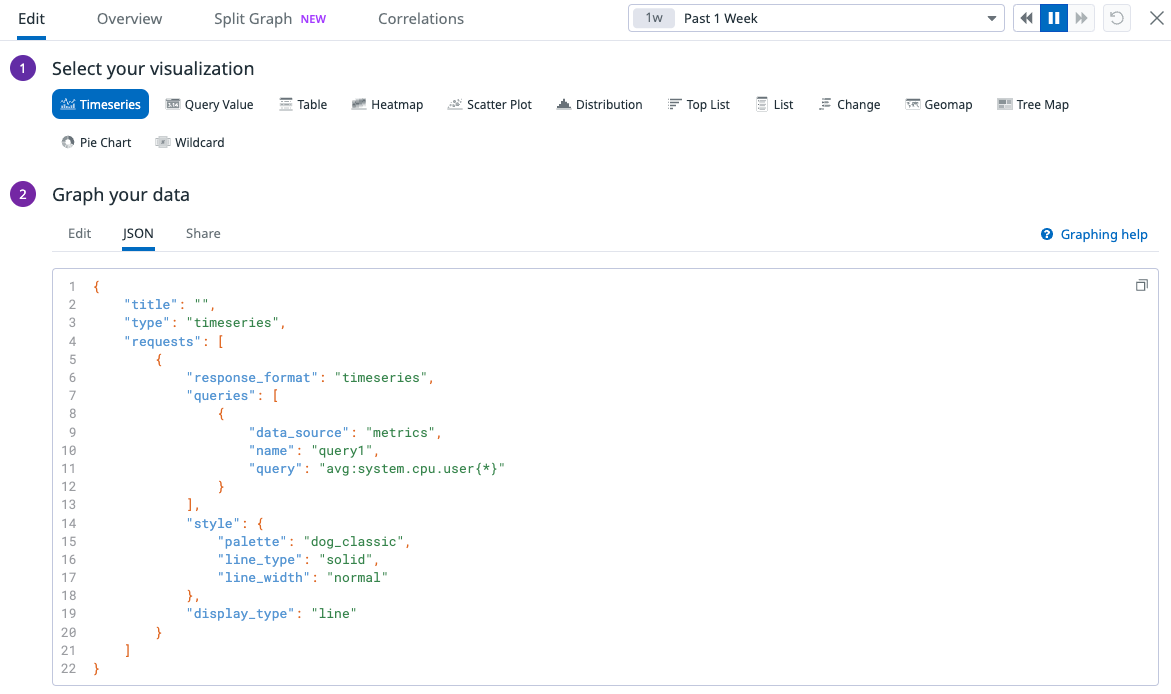 Edit Overview Split Graph NEW Correlations 1w Past 1 Week
1 Select your visualization
Timeseries Query Value Table Heatmap Scatter Plot Distribution Top List List Change Geomap Tree Map
Pie Chart Wildcard
2 Graph your data
Edit JSON Share ? Graphing help
1 {
2     "title": "",
3     "type": "timeseries",
4     "requests": [
5         {
6             "response_format": "timeseries",
7             "queries": [
8                 {
9                     "data_source": "metrics",
10                     "name": "query1",
11                     "query": "avg:system.cpu.user{*}"
12                 }
13             ],
14             "style": {
15                 "palette": "dog_classic",
16                 "line_type": "solid",
17                 "line_width": "normal"
18             },
19             "display_type": "line"
20         }
21     ]
22 }